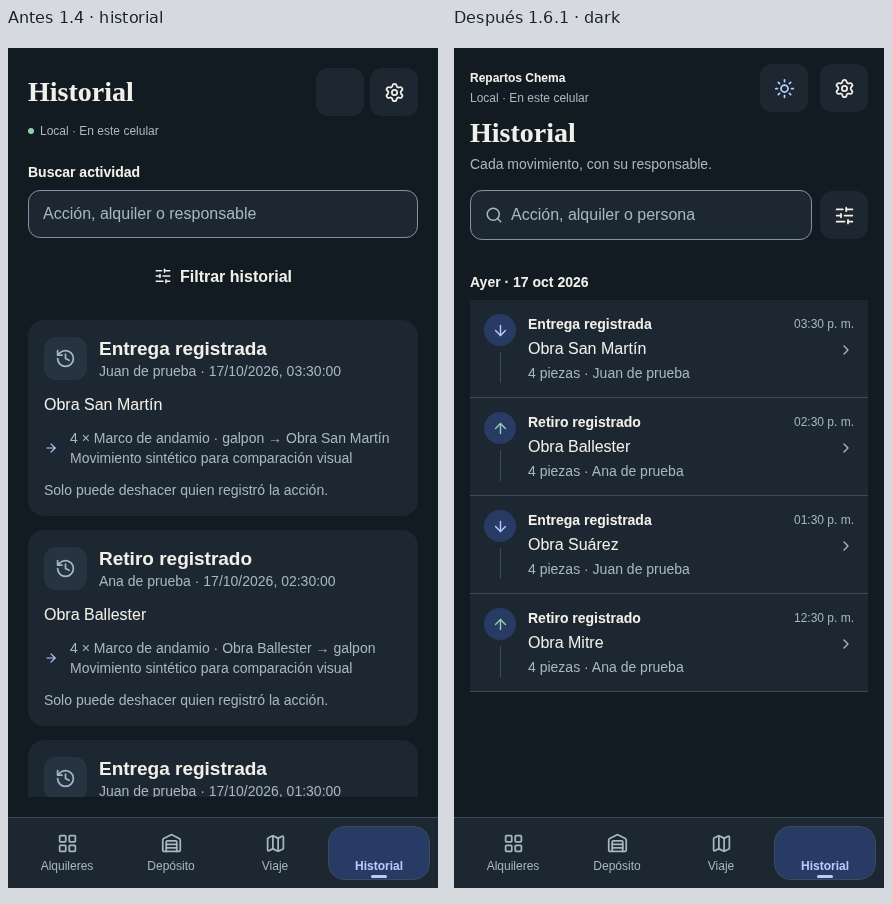 Antes 1.4 · historial
Historial
Local · En este celular
Buscar actividad
Acción, alquiler o responsable
Filtrar historial
Entrega registrada
Juan de prueba · 17/10/2026, 03:30:00
Obra San Martín
4 × Marco de andamio · galpon → Obra San Martín
Movimiento sintético para comparación visual
Solo puede deshacer quien registró la acción.
Retiro registrado
Ana de prueba · 17/10/2026, 02:30:00
Obra Ballester
4 × Marco de andamio · Obra Ballester → galpon
Movimiento sintético para comparación visual
Solo puede deshacer quien registró la acción.
Entrega registrada
Juan de prueba · 17/10/2026, 01:30:00
Alquileres
Depósito
Viaje
Historial
Después 1.6.1 · dark
Repartos Chema
Local · En este celular
Historial
Cada movimiento, con su responsable.
Acción, alquiler o persona
Ayer · 17 oct 2026
Entrega registrada 03:30 p. m.
Obra San Martín
4 piezas · Juan de prueba
Retiro registrado 02:30 p. m.
Obra Ballester
4 piezas · Ana de prueba
Entrega registrada 01:30 p. m.
Obra Suárez
4 piezas · Juan de prueba
Retiro registrado 12:30 p. m.
Obra Mitre
4 piezas · Ana de prueba
Alquileres
Depósito
Viaje
Historial